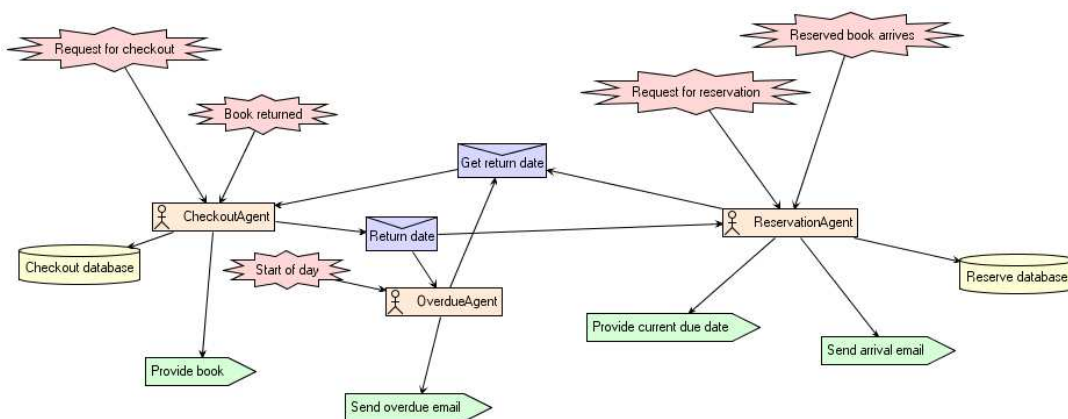 Reserved book arrives
Request for checkout
Request for reservation
Book returned
Get return date
CheckoutAgent
ReservationAgent
Return date
Checkout database
Start of day
Reserve database
OverdueAgent
Provide current due date
Send arrival email
Provide book
Send overdue email